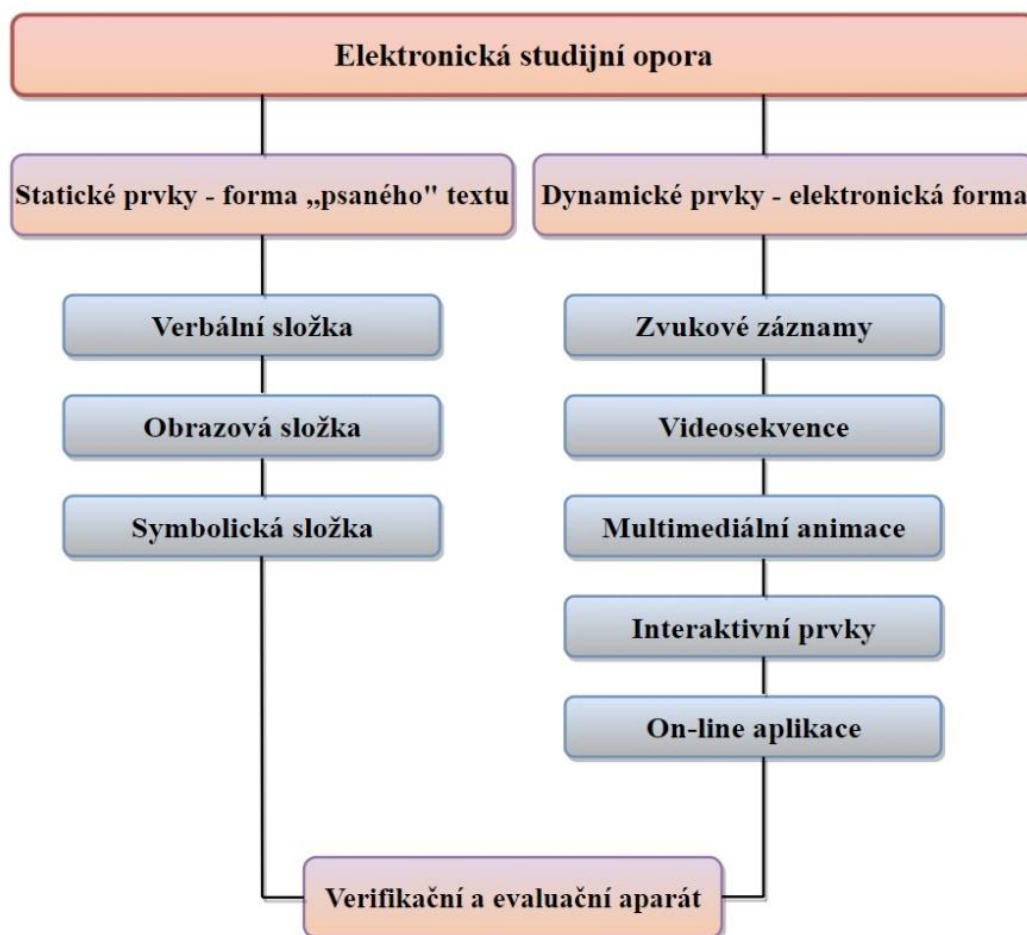 Elektronická studijní opora
Statické prvky - forma „psaného" textu
Dynamické prvky - elektronická forma
Verbální složka
Obrazová složka
Symbolická složka
Zvukové záznamy
Videosekvence
Multimediální animace
Interaktivní prvky
On-line aplikace
Verifikační a evaluační aparát